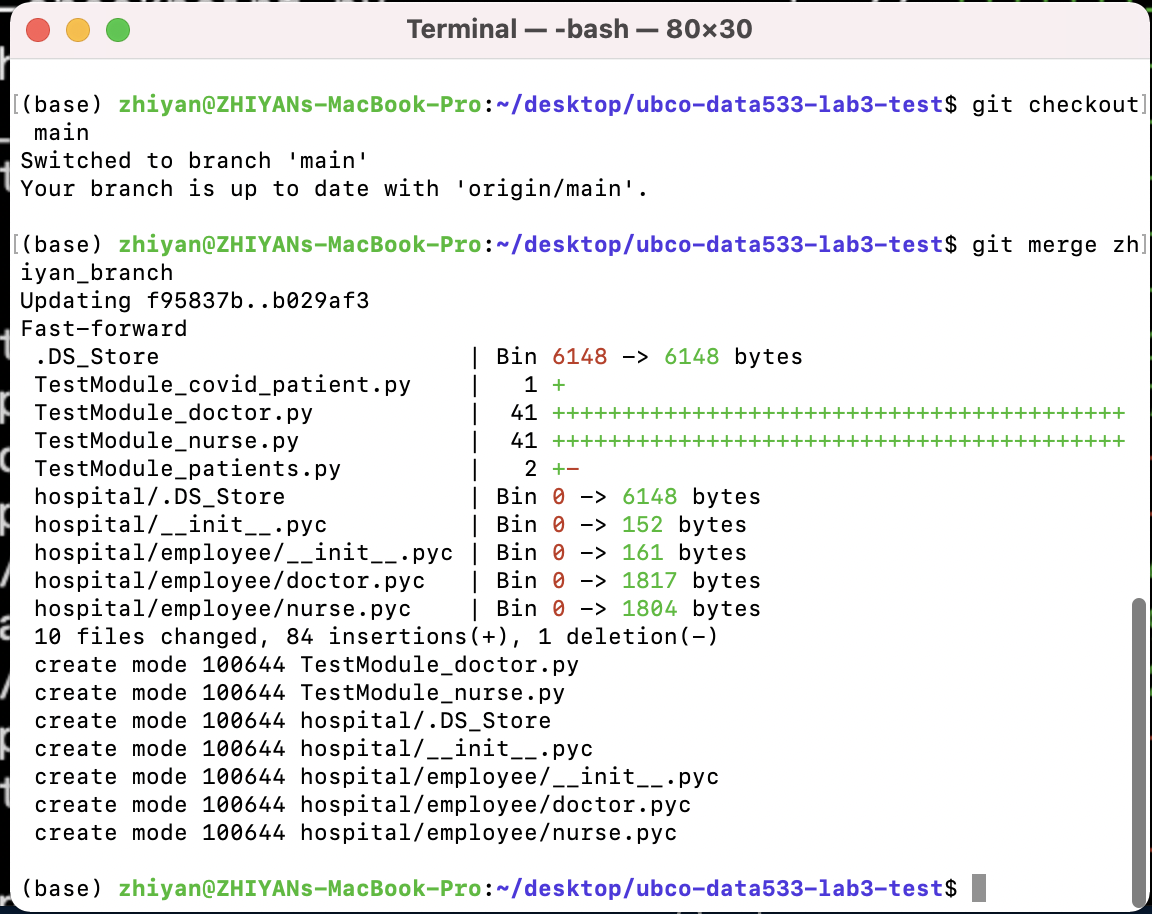 Terminal — -bash — 80×30
[(base) zhiyan@ZHIYANs-MacBook-Pro:~/desktop/ubco-data533-lab3-test$ git checkout]
 main
Switched to branch 'main'
Your branch is up to date with 'origin/main'.
[(base) zhiyan@ZHIYANs-MacBook-Pro:~/desktop/ubco-data533-lab3-test$ git merge zh]
iyan_branch
Updating f95837b..b029af3
Fast-forward
 .DS_Store                      | Bin 6148 -> 6148 bytes
 TestModule_covid_patient.py    |   1 +
 TestModule_doctor.py           |  41 +++++++++++++++++++++++++++++++++++++++++
 TestModule_nurse.py            |  41 +++++++++++++++++++++++++++++++++++++++++
 TestModule_patients.py         |   2 +-
 hospital/.DS_Store             | Bin 0 -> 6148 bytes
 hospital/__init__.pyc          | Bin 0 -> 152 bytes
 hospital/employee/__init__.pyc | Bin 0 -> 161 bytes
 hospital/employee/doctor.pyc   | Bin 0 -> 1817 bytes
 hospital/employee/nurse.pyc    | Bin 0 -> 1804 bytes
 10 files changed, 84 insertions(+), 1 deletion(-)
 create mode 100644 TestModule_doctor.py
 create mode 100644 TestModule_nurse.py
 create mode 100644 hospital/.DS_Store
 create mode 100644 hospital/__init__.pyc
 create mode 100644 hospital/employee/__init__.pyc
 create mode 100644 hospital/employee/doctor.pyc
 create mode 100644 hospital/employee/nurse.pyc
(base) zhiyan@ZHIYANs-MacBook-Pro:~/desktop/ubco-data533-lab3-test$